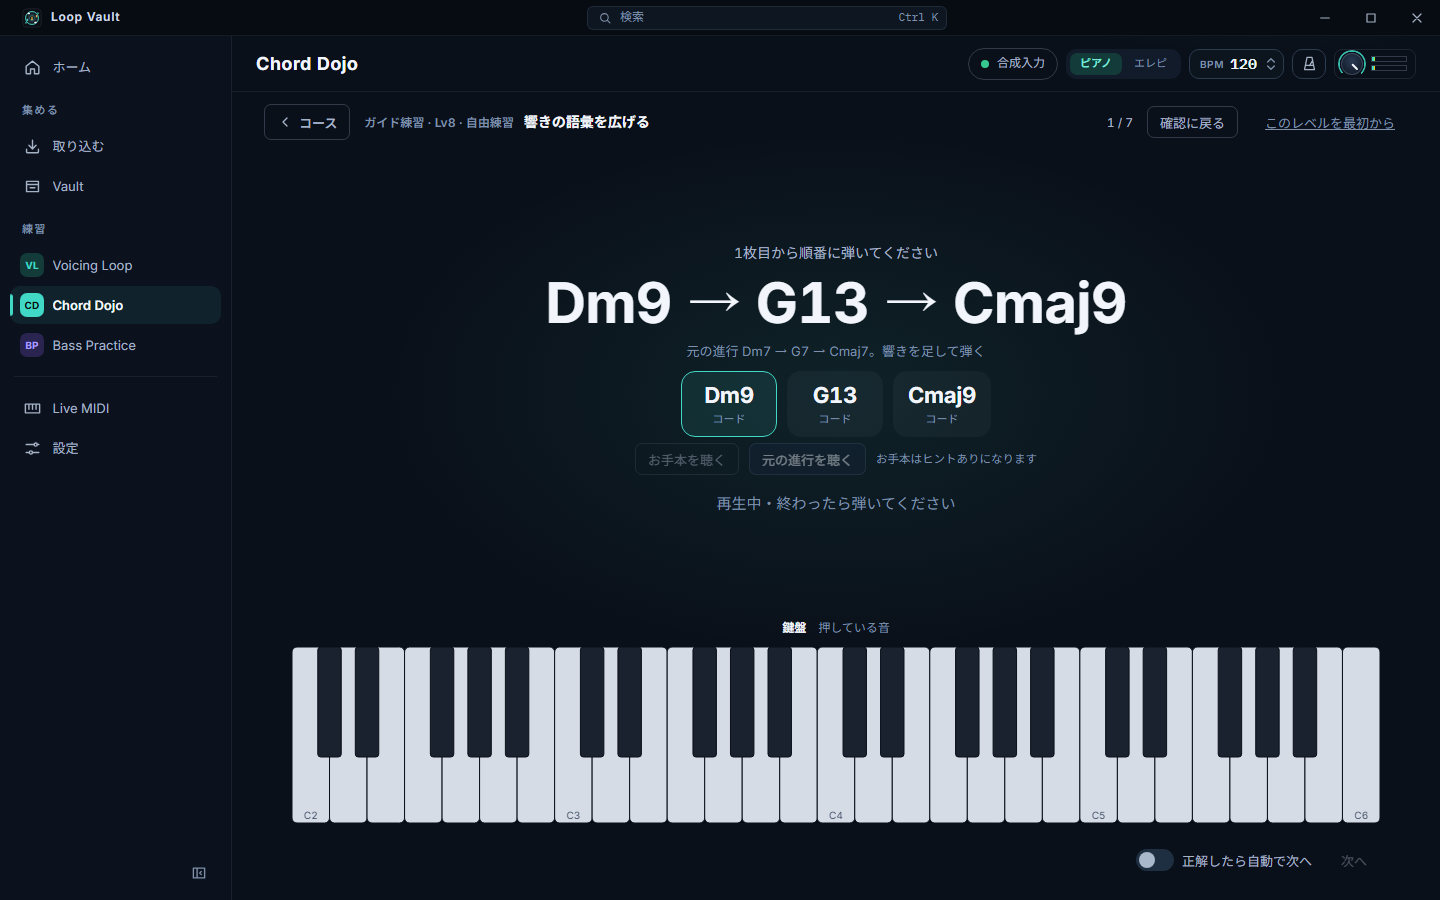 Loop Vault
検索
Ctrl K
ホーム
集める
取り込む
Vault
練習
VL Voicing Loop
CD Chord Dojo
BP Bass Practice
Live MIDI
設定
Chord Dojo
合成入力
ピアノ エレピ
BPM 120
コース
ガイド練習 · Lv8 · 自由練習 響きの語彙を広げる
1 / 7
確認に戻る
このレベルを最初から
1枚目から順番に弾いてください
Dm9 → G13 → Cmaj9
元の進行 Dm7 → G7 → Cmaj7。響きを足して弾く
Dm9 G13 Cmaj9
コード コード コード
お手本を聴く 元の進行を聴く お手本はヒントありになります
再生中・終わったら弾いてください
鍵盤 押している音
C2 C3 C4 C5 C6
正解したら自動で次へ 次へ